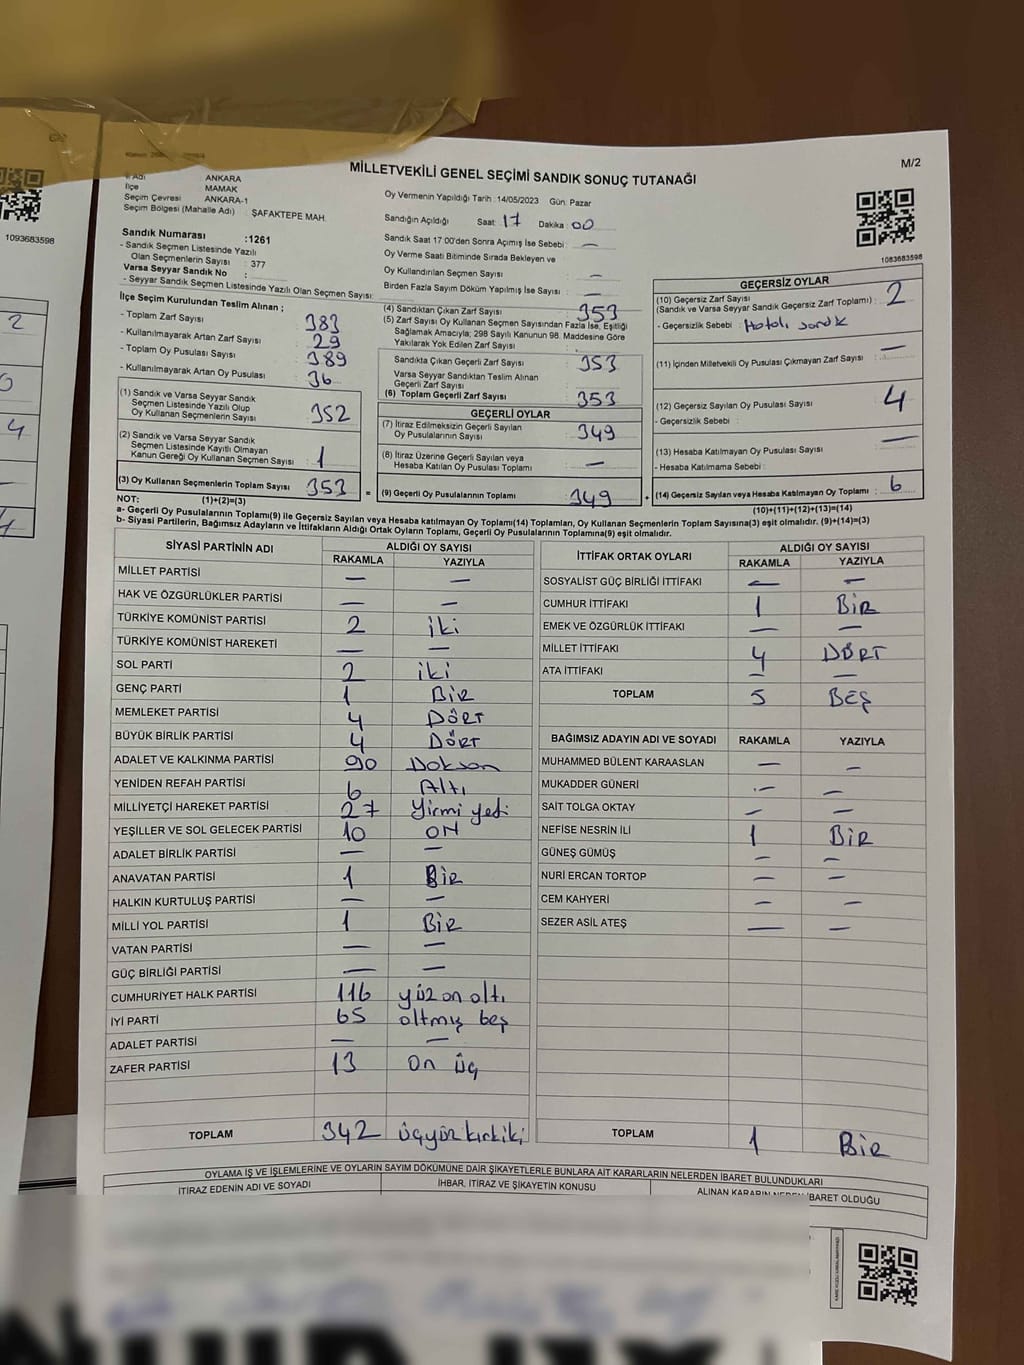 MİLLETVEKİLİ GENEL SEÇİMİ SANDIK SONUÇ TUTANAĞI
M/2
1093683598
1083683598
İl Adı ANKARA
İlçe MAMAK
Seçim Çevresi ANKARA-1
Seçim Bölgesi (Mahalle Adı) : ŞAFAKTEPE MAH.
Oy Vermenin Yapıldığı Tarih : 14/05/2023 Gün: Pazar
Sandığın Açıldığı Saat: 17 Dakika: 00
Sandık Numarası :1261
- Sandık Seçmen Listesinde Yazılı
Olan Seçmenlerin Sayısı : 377
Varsa Seyyar Sandık No :
- Seyyar Sandık Seçmen Listesinde Yazılı Olan Seçmen Sayısı:
Sandık Saat 17:00'den Sonra Açımış İse Sebebi : —
Oy Verme Saati Bitiminde Sırada Bekleyen ve
Oy Kullandırılan Seçmen Sayısı : —
Birden Fazla Sayım Döküm Yapılmış İse Sayısı : —
İlçe Seçim Kurulundan Teslim Alınan ;
- Toplam Zarf Sayısı : 383
- Kullanılmayarak Artan Zarf Sayısı : 29
- Toplam Oy Pusulası Sayısı : 389
- Kullanılmayarak Artan Oy Pusulası : 36
(1) Sandık ve Varsa Seyyar Sandık
Seçmen Listesinde Yazılı Olup
Oy Kullanan Seçmenlerin Sayısı : 352
(2) Sandık ve Varsa Seyyar Sandık
Seçmen Listesinde Kayıtlı Olmayan
Kanun Gereği Oy Kullanan Seçmen Sayısı : 1
(3) Oy Kullanan Seçmenlerin Toplam Sayısı : 353
(1)+(2)=(3)
(4) Sandıktan Çıkan Zarf Sayısı : 353
(5) Zarf Sayısı Oy Kullanan Seçmen Sayısından Fazla İse, Eşitliği
Sağlamak Amacıyla; 298 Sayılı Kanunun 98. Maddesine Göre
Yakılarak Yok Edilen Zarf Sayısı :
Sandıkta Çıkan Geçerli Zarf Sayısı : 353
Varsa Seyyar Sandıktan Teslim Alınan
Geçerli Zarf Sayısı :
(6) Toplam Geçerli Zarf Sayısı : 353
GEÇERLİ OYLAR
(7) İtiraz Edilmeksizin Geçerli Sayılan
Oy Pusulalarının Sayısı : 349
(8) İtiraz Üzerine Geçerli Sayılan veya
Hesaba Katılan Oy Pusulası Toplamı : —
= (9) Geçerli Oy Pusulalarının Toplamı : 349
GEÇERSİZ OYLAR
(10) Geçersiz Zarf Sayısı : 2
(Sandık ve Varsa Seyyar Sandık Geçersiz Zarf Toplamı)
- Geçersizlik Sebebi : Hatalı sandık
(11) İçinden Milletvekili Oy Pusulası Çıkmayan Zarf Sayısı : —
(12) Geçersiz Sayılan Oy Pusulası Sayısı : 4
- Geçersizlik Sebebi :
(13) Hesaba Katılmayan Oy Pusulası Sayısı : —
- Hesaba Katılmama Sebebi :
+ (14) Geçersiz Sayılan veya Hesaba Katılmayan Oy Toplamı : 6
(10)+(11)+(12)+(13)=(14)
NOT:
a- Geçerli Oy Pusulalarının Toplamı(9) ile Geçersiz Sayılan veya Hesaba katılmayan Oy Toplamı(14) Toplamları, Oy Kullanan Seçmenlerin Toplam Sayısına(3) eşit olmalıdır. (9)+(14)=(3)
b- Siyasi Partilerin, Bağımsız Adayların ve İttifakların Aldığı Ortak Oyların Toplamı, Geçerli Oy Pusulalarının Toplamına(9) eşit olmalıdır.
SİYASİ PARTİNİN ADI ALDIĞI OY SAYISI
RAKAMLA YAZIYLA
MİLLET PARTİSİ — —
HAK VE ÖZGÜRLÜKLER PARTİSİ — —
TÜRKİYE KOMÜNİST PARTİSİ 2 iki
TÜRKİYE KOMÜNİST HAREKETİ — —
SOL PARTİ 2 iki
GENÇ PARTİ 1 BİR
MEMLEKET PARTİSİ 4 DÖRT
BÜYÜK BİRLİK PARTİSİ 4 DÖRT
ADALET VE KALKINMA PARTİSİ 90 Doksan
YENİDEN REFAH PARTİSİ 6 Altı
MİLLİYETÇİ HAREKET PARTİSİ 27 Yirmi yedi
YEŞİLLER VE SOL GELECEK PARTİSİ 10 ON
ADALET BİRLİK PARTİSİ — —
ANAVATAN PARTİSİ 1 BİR
HALKIN KURTULUŞ PARTİSİ — —
MİLLİ YOL PARTİSİ 1 BİR
VATAN PARTİSİ — —
GÜÇ BİRLİĞİ PARTİSİ — —
CUMHURİYET HALK PARTİSİ 116 yüz on altı
İYİ PARTİ 65 altmış beş
ADALET PARTİSİ — —
ZAFER PARTİSİ 13 on üç
TOPLAM 342 üçyüz kırkiki
İTTİFAK ORTAK OYLARI ALDIĞI OY SAYISI
RAKAMLA YAZIYLA
SOSYALİST GÜÇ BİRLİĞİ İTTİFAKI — —
CUMHUR İTTİFAKI 1 BİR
EMEK VE ÖZGÜRLÜK İTTİFAKI — —
MİLLET İTTİFAKI 4 DÖRT
ATA İTTİFAKI — —
TOPLAM 5 BEŞ
BAĞIMSIZ ADAYIN ADI VE SOYADI RAKAMLA YAZIYLA
MUHAMMED BÜLENT KARAASLAN — —
MUKADDER GÜNERİ — —
SAİT TOLGA OKTAY — —
NEFİSE NESRİN İLİ 1 BİR
GÜNEŞ GÜMÜŞ — —
NURİ ERCAN TORTOP — —
CEM KAHYERİ — —
SEZER ASİL ATEŞ — —
TOPLAM 1 BİR
OYLAMA İŞ VE İŞLEMLERİNE VE OYLARIN SAYIM DÖKÜMÜNE DAİR ŞİKAYETLERLE BUNLARA AİT KARARLARIN NELERDEN İBARET BULUNDUKLARI
İTİRAZ EDENİN ADI VE SOYADI İHBAR, İTİRAZ VE ŞİKAYETİN KONUSU ALINAN KARARIN NEDEN İBARET OLDUĞU